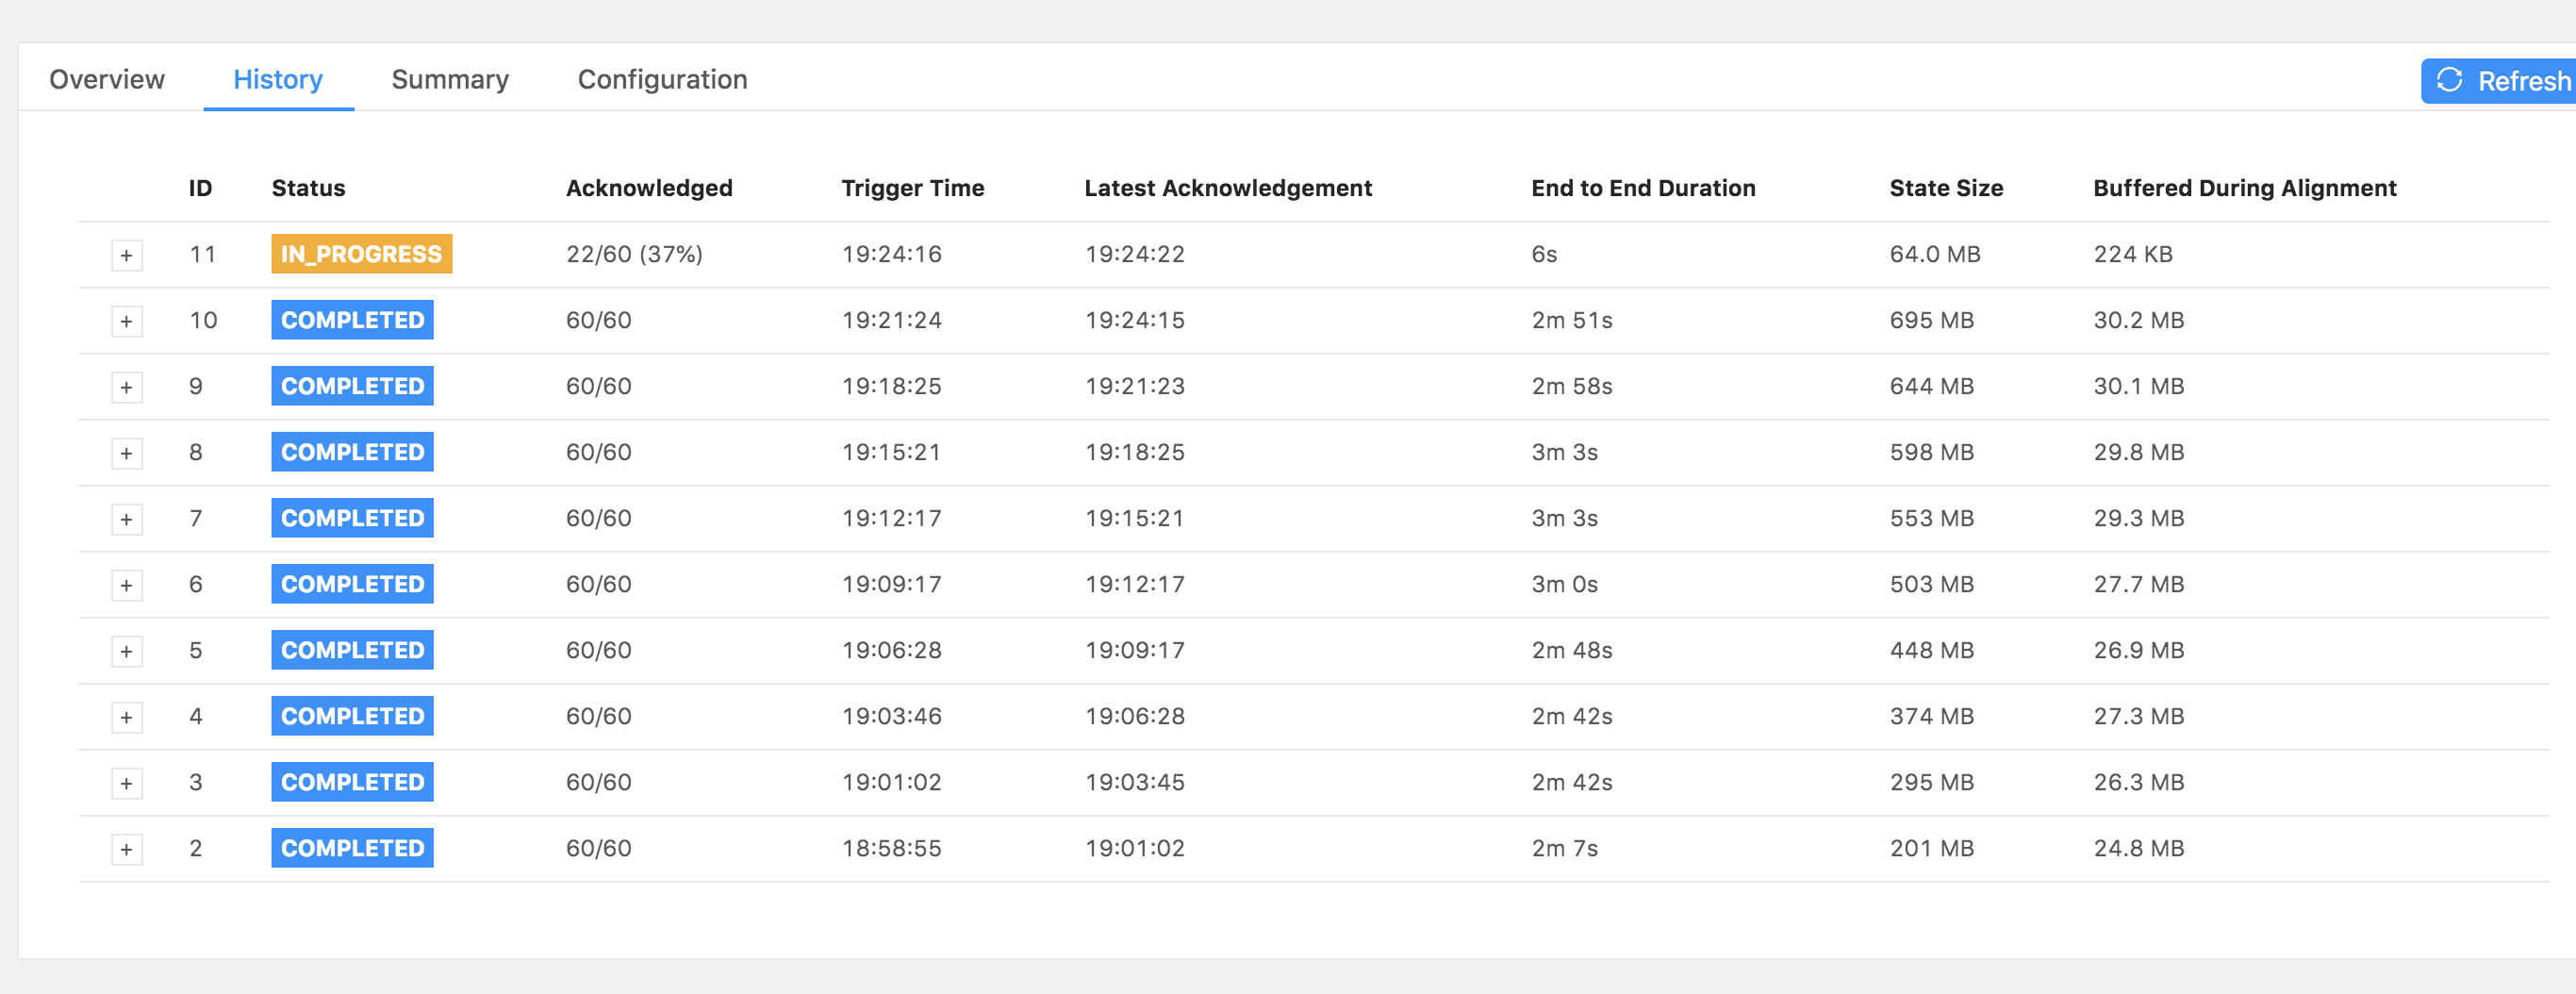 Overview History Summary Configuration Refresh
ID Status Acknowledged Trigger Time Latest Acknowledgement End to End Duration State Size Buffered During Alignment
+ 11 IN_PROGRESS 22/60 (37%) 19:24:16 19:24:22 6s 64.0 MB 224 KB
+ 10 COMPLETED 60/60 19:21:24 19:24:15 2m 51s 695 MB 30.2 MB
+ 9 COMPLETED 60/60 19:18:25 19:21:23 2m 58s 644 MB 30.1 MB
+ 8 COMPLETED 60/60 19:15:21 19:18:25 3m 3s 598 MB 29.8 MB
+ 7 COMPLETED 60/60 19:12:17 19:15:21 3m 3s 553 MB 29.3 MB
+ 6 COMPLETED 60/60 19:09:17 19:12:17 3m 0s 503 MB 27.7 MB
+ 5 COMPLETED 60/60 19:06:28 19:09:17 2m 48s 448 MB 26.9 MB
+ 4 COMPLETED 60/60 19:03:46 19:06:28 2m 42s 374 MB 27.3 MB
+ 3 COMPLETED 60/60 19:01:02 19:03:45 2m 42s 295 MB 26.3 MB
+ 2 COMPLETED 60/60 18:58:55 19:01:02 2m 7s 201 MB 24.8 MB